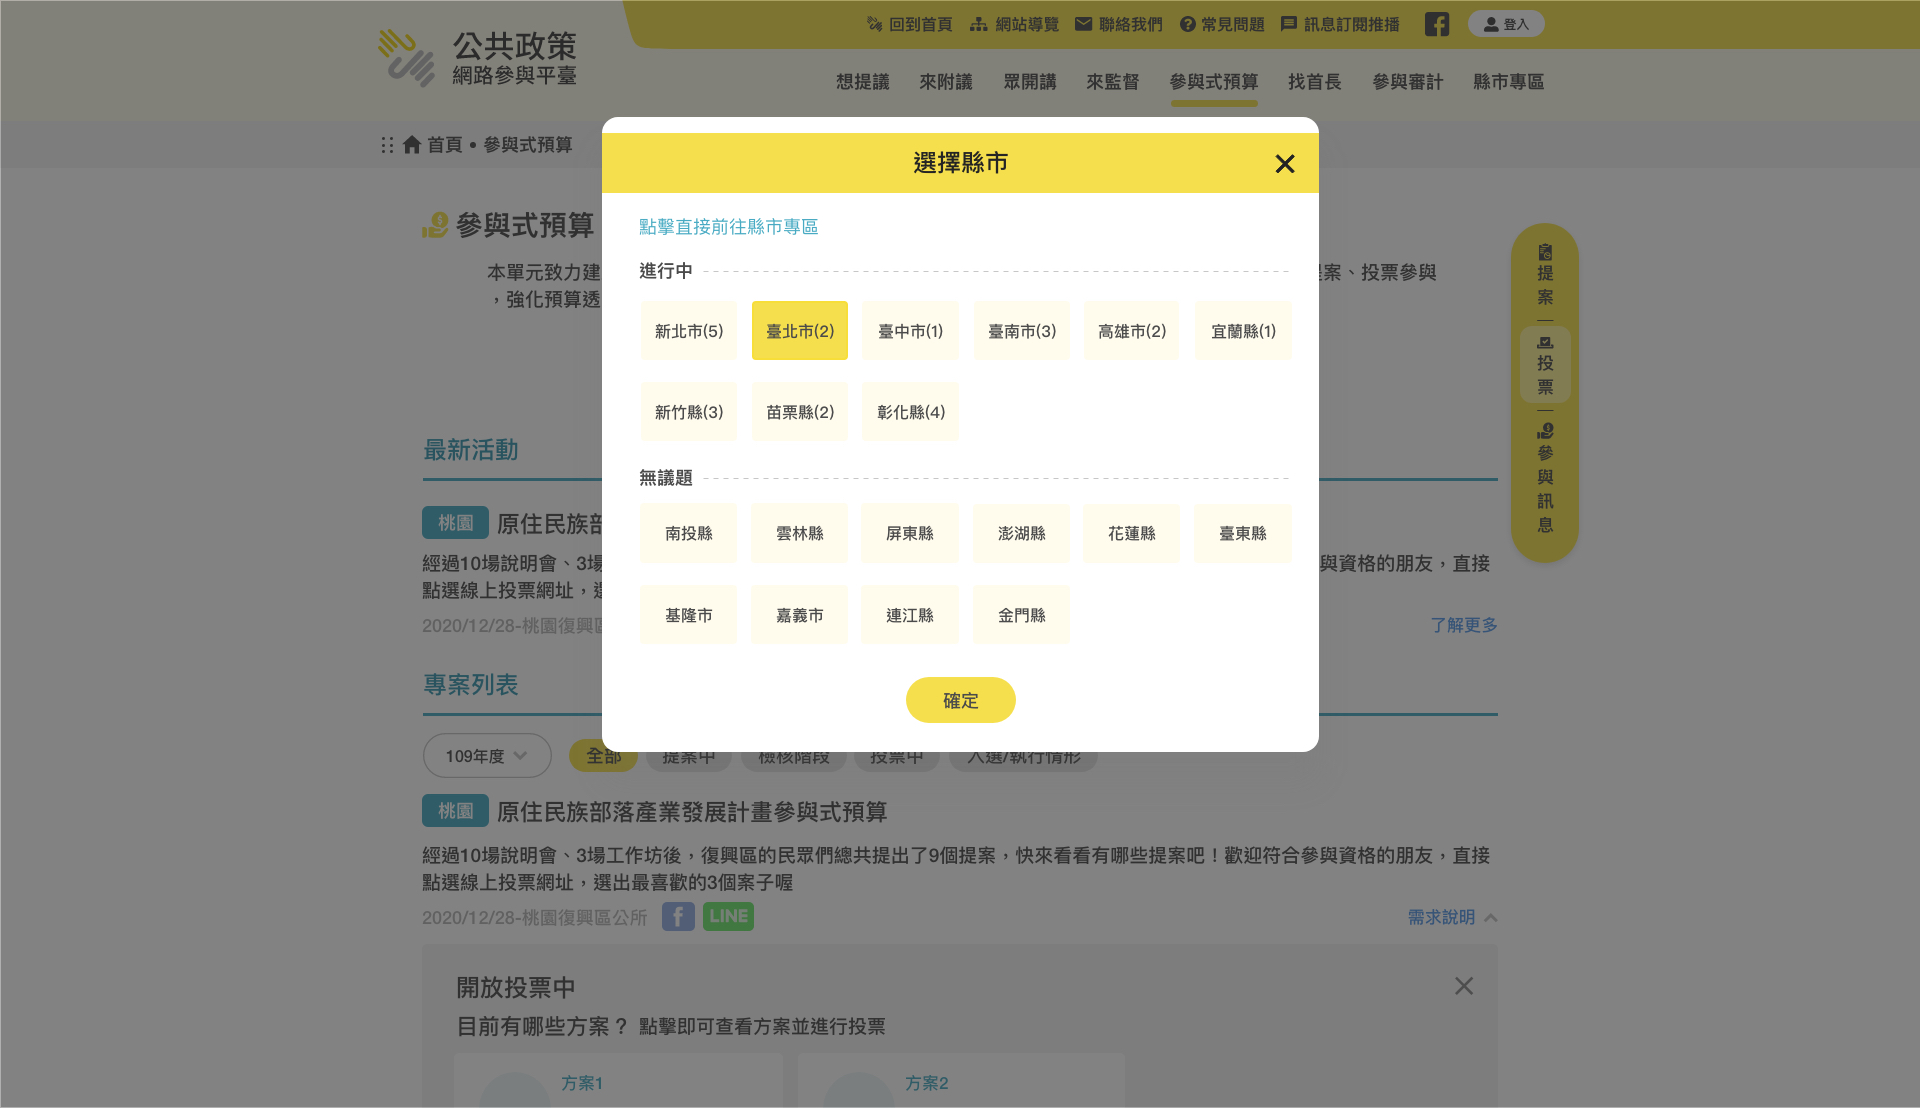 回到首頁 網站導覽 聯絡我們 常見問題 訊息訂閱推播 登入
公共政策
網路參與平臺
想提議 來附議 眾開講 來監督 參與式預算 找首長 參與審計 縣市專區
首頁 • 參與式預算
選擇縣市
點擊直接前往縣市專區
進行中
新北市(5) 臺北市(2) 臺中市(1) 臺南市(3) 高雄市(2) 宜蘭縣(1)
新竹縣(3) 苗栗縣(2) 彰化縣(4)
無議題
南投縣 雲林縣 屏東縣 澎湖縣 花蓮縣 臺東縣
基隆市 嘉義市 連江縣 金門縣
確定
參與式預算
本單元致力建 案、投票參與
，強化預算透
提案
投票
參與訊息
最新活動
桃園 原住民族部
經過10場說明會、3場 與資格的朋友，直接
點選線上投票網址，選
2020/12/28-桃園復興區 了解更多
專案列表
109年度 全部 提案中 檢核階段 投票中 入選/執行情形
桃園 原住民族部落產業發展計畫參與式預算
經過10場說明會、3場工作坊後，復興區的民眾們總共提出了9個提案，快來看看有哪些提案吧！歡迎符合參與資格的朋友，直接
點選線上投票網址，選出最喜歡的3個案子喔
2020/12/28-桃園復興區公所 f LINE 需求說明
開放投票中
目前有哪些方案？ 點擊即可查看方案並進行投票
方案1 方案2